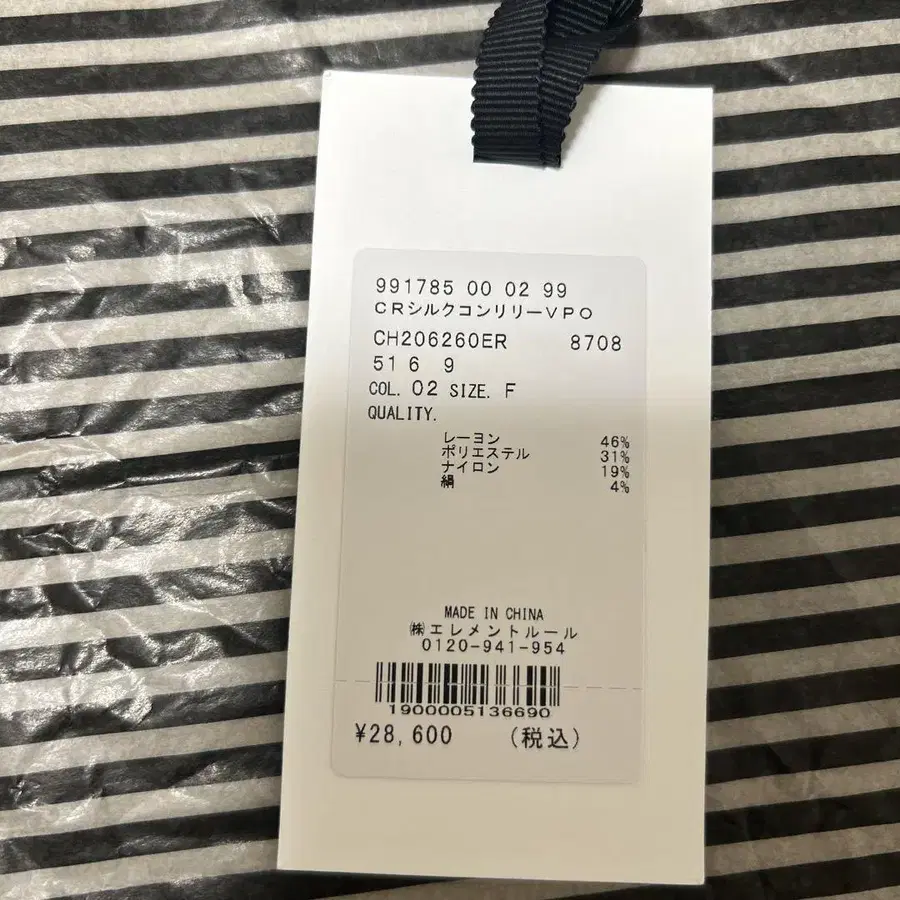 991785 00 02 99
CRシルクコンリリーVPO
CH206260ER 8708
51 6 9
COL. 02 SIZE. F
QUALITY.
レーヨン 46%
ポリエステル 31%
ナイロン 19%
絹 4%
MADE IN CHINA
㈱エレメントルール
0120-941-954
1900005136690
¥28,600 (税込)